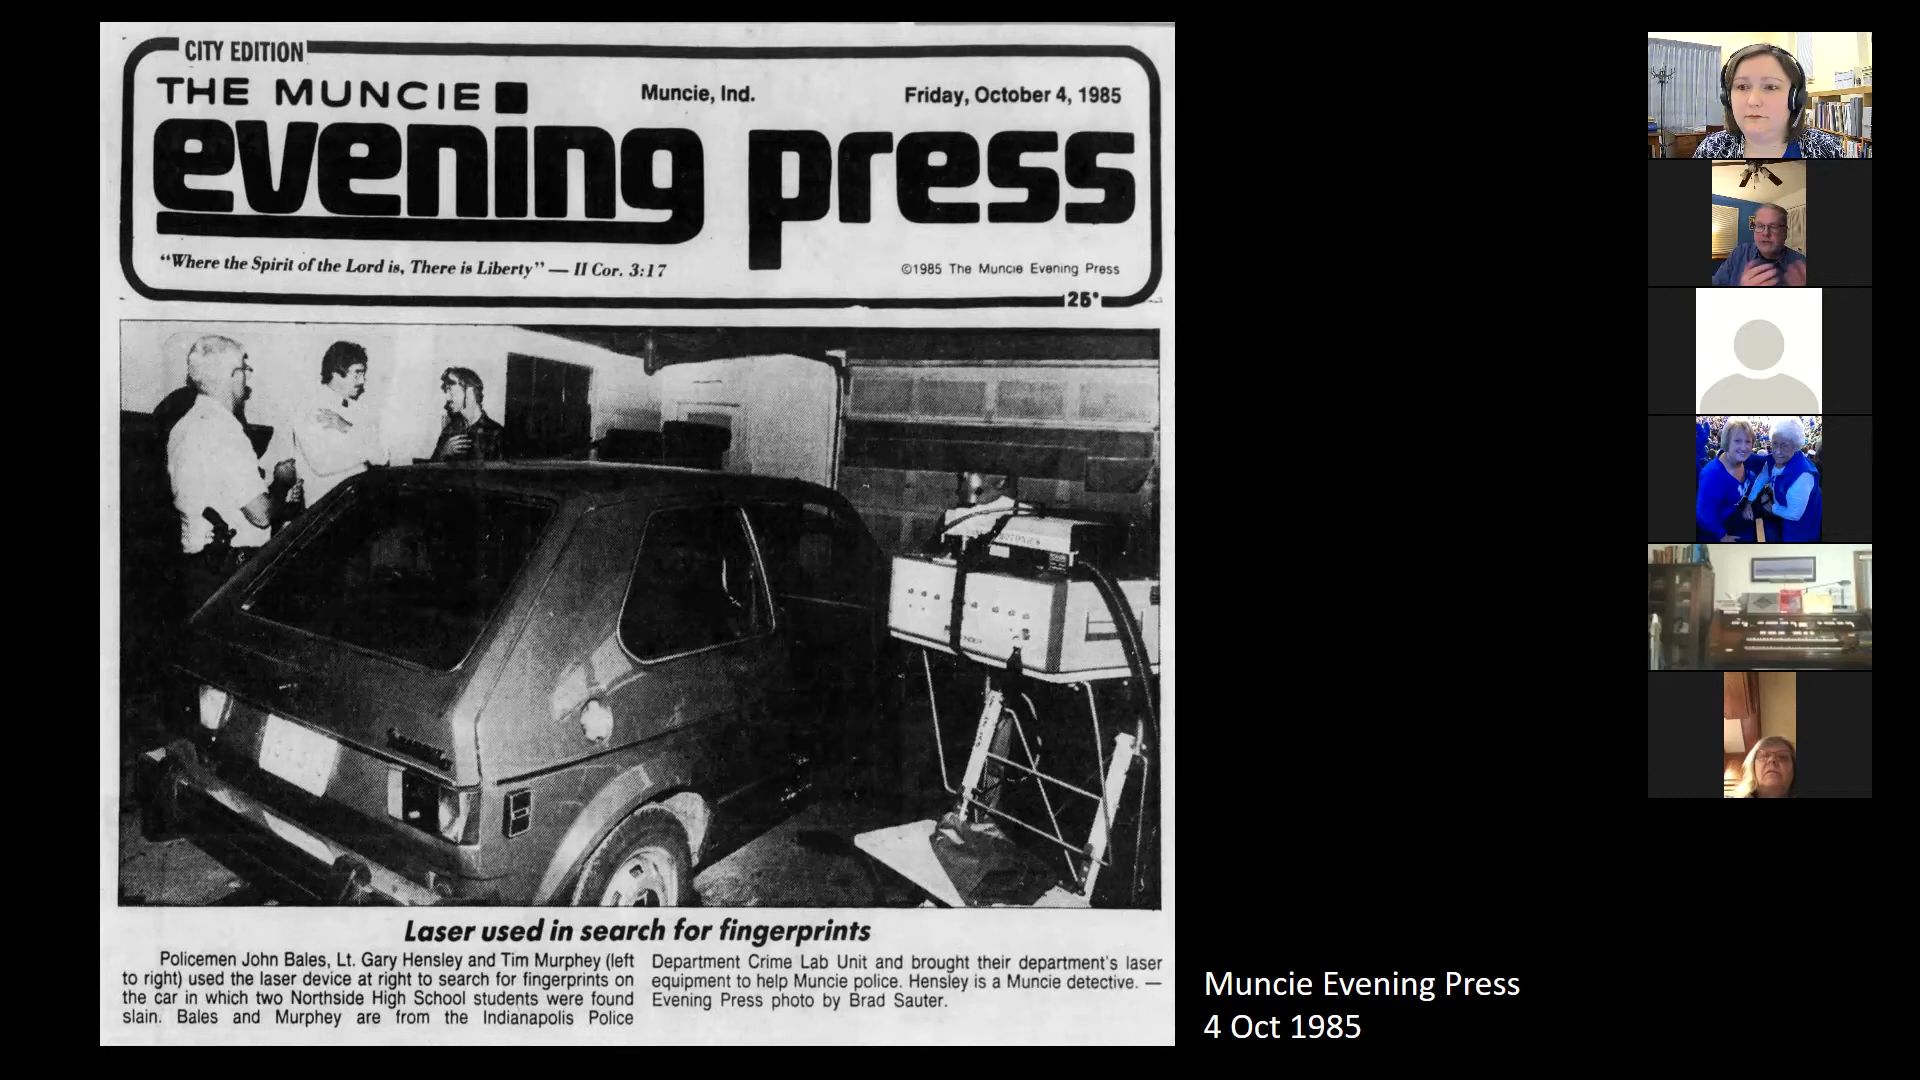 CITY EDITION
THE MUNCIE
Muncie, Ind.
Friday, October 4, 1985
evening press
“Where the Spirit of the Lord is, There is Liberty” — II Cor. 3:17
©1985 The Muncie Evening Press
25¢
Laser used in search for fingerprints
Policemen John Bales, Lt. Gary Hensley and Tim Murphey (left
to right) used the laser device at right to search for fingerprints on
the car in which two Northside High School students were found
slain. Bales and Murphey are from the Indianapolis Police
Department Crime Lab Unit and brought their department's laser
equipment to help Muncie police. Hensley is a Muncie detective. —
Evening Press photo by Brad Sauter.
Muncie Evening Press
4 Oct 1985